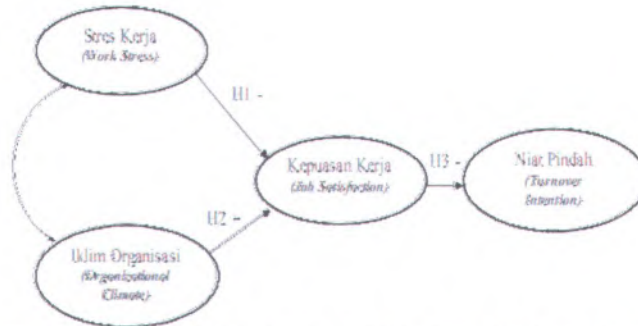 Stres Kerja
(Work Stress)
H1 -
Kepuasan Kerja
(Job Satisfaction)
H3 -
Niat Pindah
(Turnover
Intention)
H2 +
Iklim Organisasi
(Organizational
Climate)